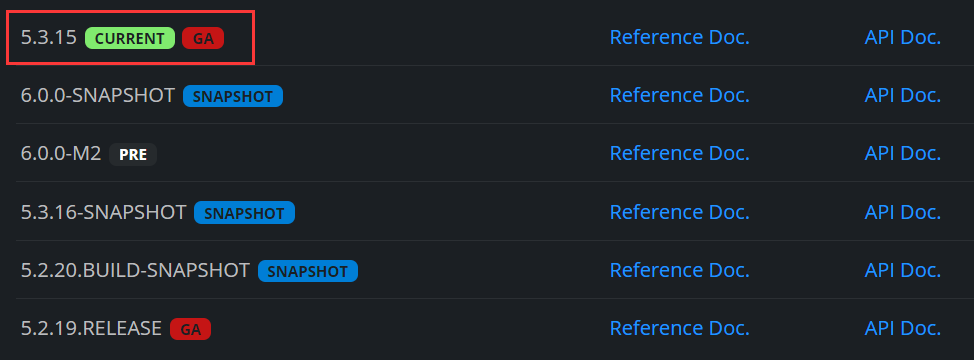 5.3.15 CURRENT GA Reference Doc. API Doc.
6.0.0-SNAPSHOT SNAPSHOT Reference Doc. API Doc.
6.0.0-M2 PRE Reference Doc. API Doc.
5.3.16-SNAPSHOT SNAPSHOT Reference Doc. API Doc.
5.2.20.BUILD-SNAPSHOT SNAPSHOT Reference Doc. API Doc.
5.2.19.RELEASE GA Reference Doc. API Doc.